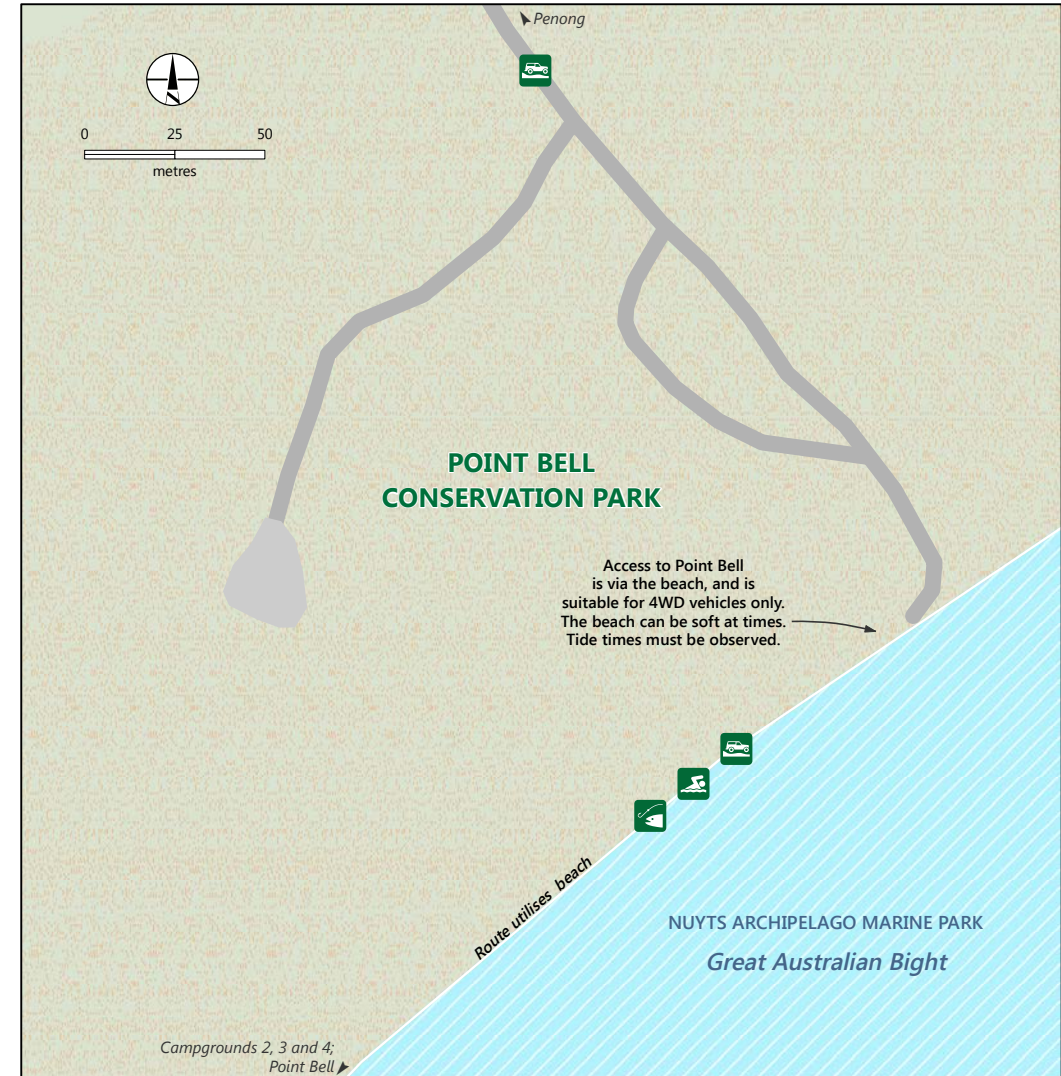 Penong
0 25 50
metres
POINT BELL
CONSERVATION PARK
Access to Point Bell
is via the beach, and is
suitable for 4WD vehicles only.
The beach can be soft at times.
Tide times must be observed.
Route utilises beach
NUYTS ARCHIPELAGO MARINE PARK
Great Australian Bight
Campgrounds 2, 3 and 4;
Point Bell